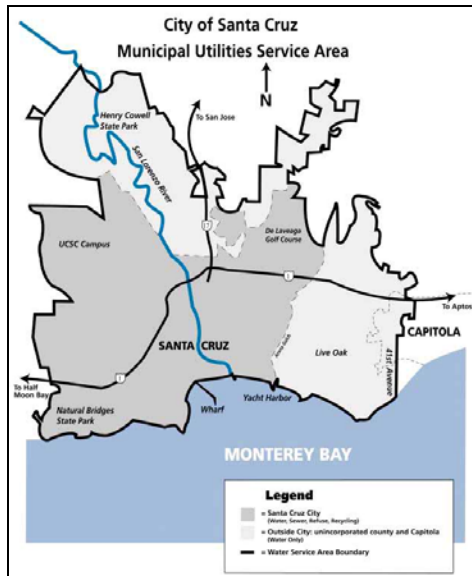 City of Santa Cruz
Municipal Utilities Service Area
N
To San Jose
Henry Cowell
State Park
San Lorenzo River
17
De Laveaga
Golf Course
UCSC Campus
1
To Aptos
SANTA CRUZ
CAPITOLA
Live Oak
41st. Avenue
1
To Half
Moon Bay
Natural Bridges
State Park
Wharf
Yacht Harbor
MONTEREY BAY
Legend
= Santa Cruz City
(Water, Sewer, Refuse, Recycling)
= Outside City: unincorporated county and Capitola
(Water Only)
= Water Service Area Boundary